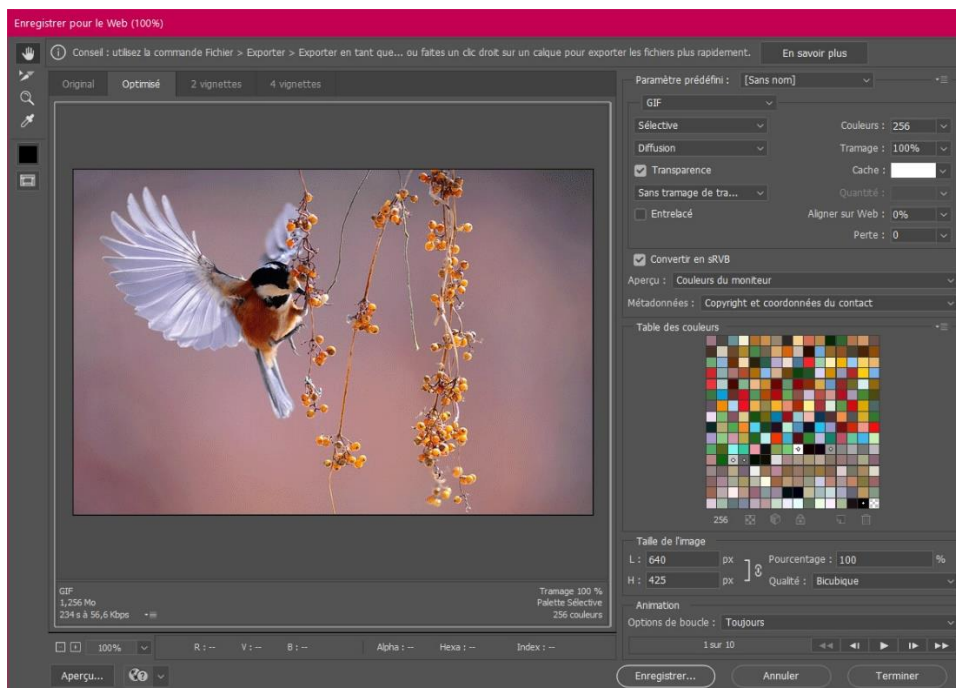 Enregistrer pour le Web (100%)
Conseil : utilisez la commande Fichier > Exporter > Exporter en tant que... ou faites un clic droit sur un calque pour exporter les fichiers plus rapidement.
En savoir plus
Original
Optimisé
2 vignettes
4 vignettes
GIF
1,256 Mo
234 s à 56,6 Kbps
Tramage 100 %
Palette Sélective
256 couleurs
100%
R : --
V : --
B : --
Alpha : --
Hexa : --
Index : --
Aperçu...
Paramètre prédéfini : [Sans nom]
GIF
Sélective
Couleurs : 256
Diffusion
Tramage : 100%
Transparence
Cache :
Sans tramage de tra...
Quantité :
Entrelacé
Aligner sur Web : 0%
Perte : 0
Convertir en sRVB
Aperçu : Couleurs du moniteur
Métadonnées : Copyright et coordonnées du contact
Table des couleurs
256
Taille de l'image
L : 640 px
Pourcentage : 100 %
H : 425 px
Qualité : Bicubique
Animation
Options de boucle : Toujours
1 sur 10
Enregistrer...
Annuler
Terminer